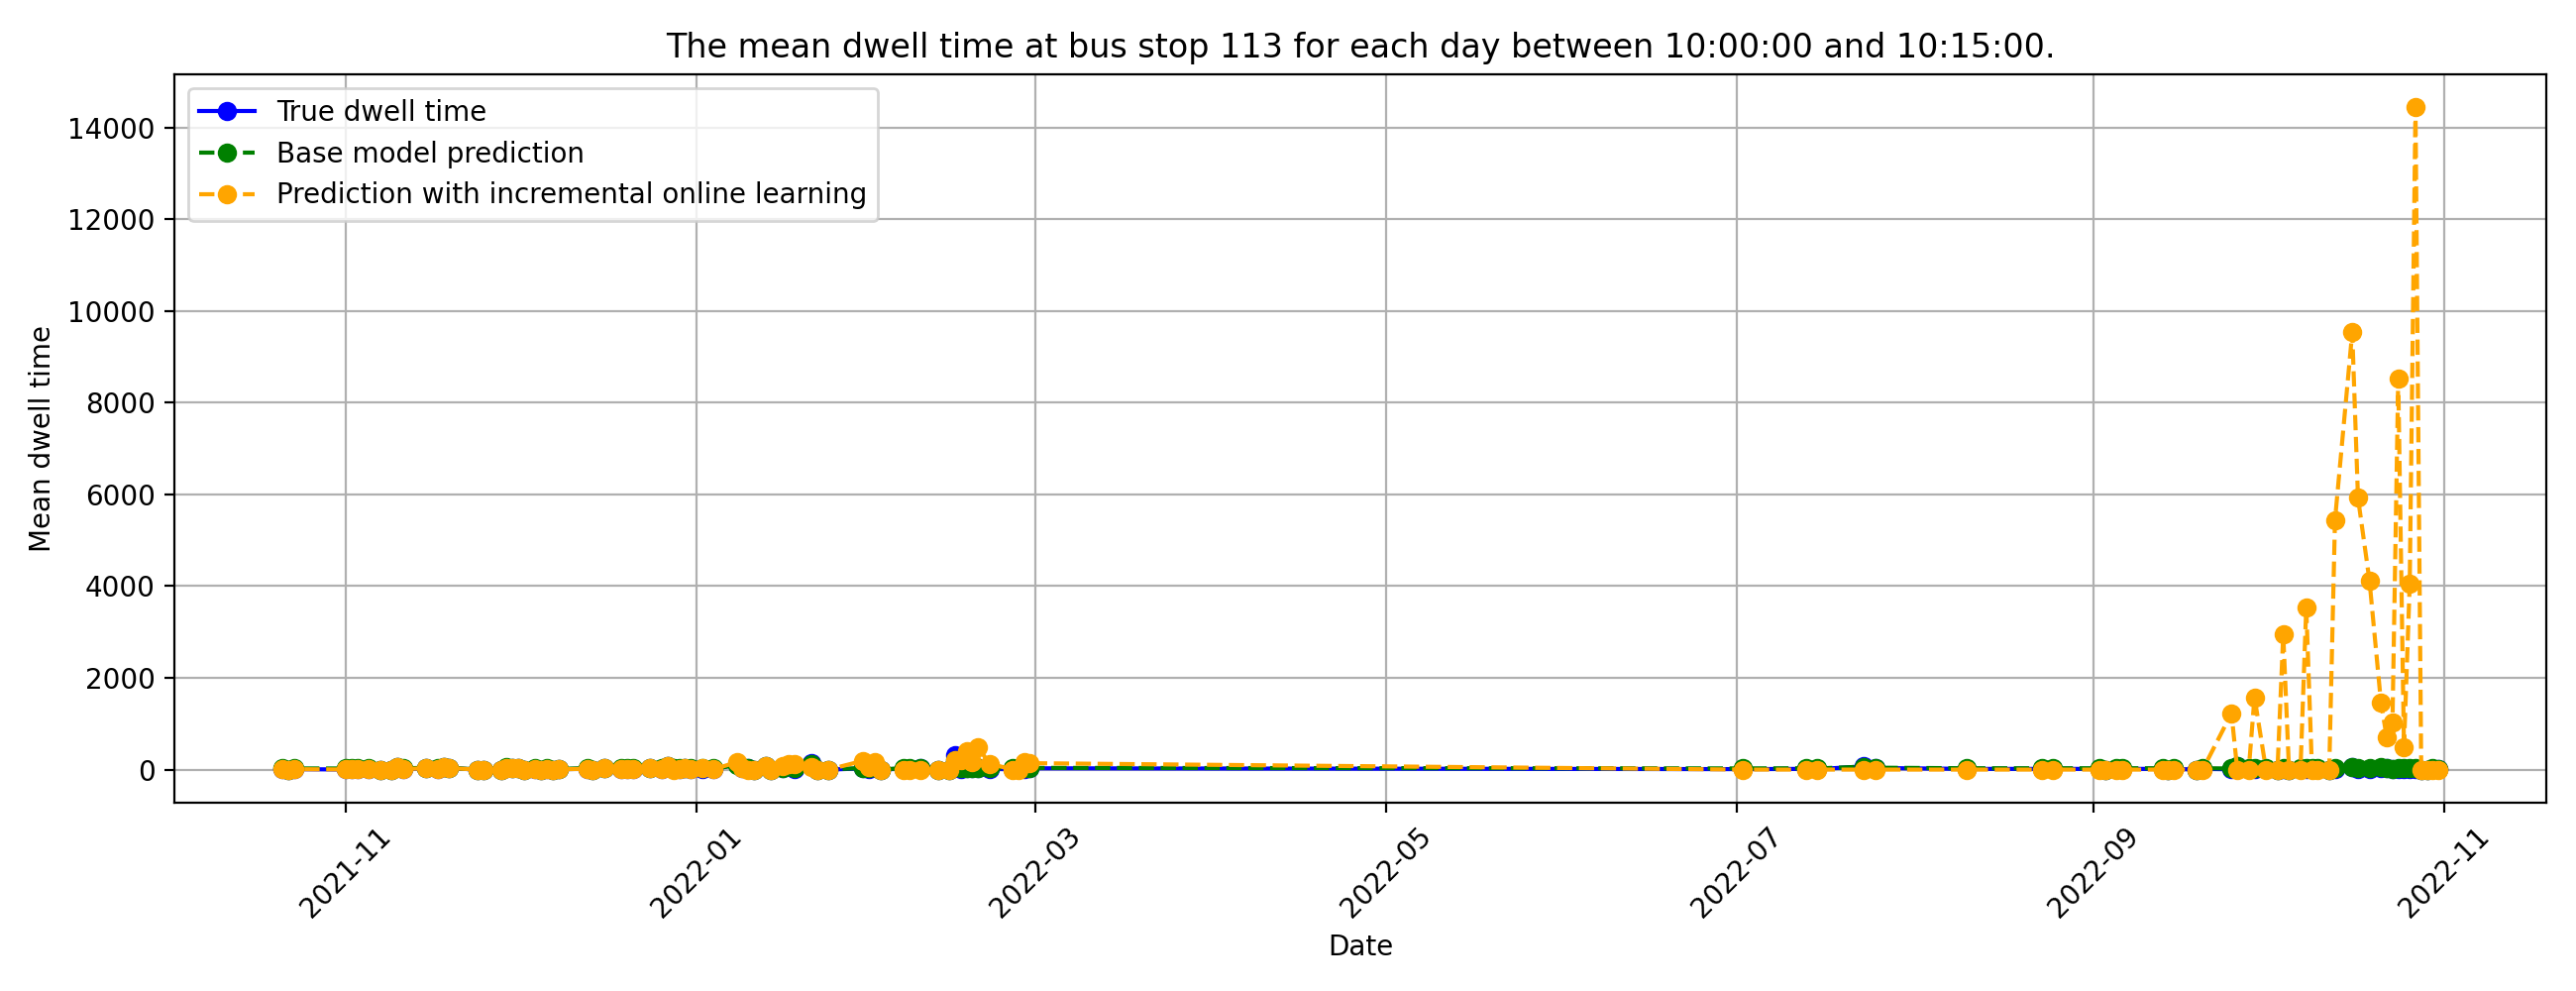 The mean dwell time at bus stop 113 for each day between 10:00:00 and 10:15:00.
True dwell time
Base model prediction
Prediction with incremental online learning
Mean dwell time
14000
12000
10000
8000
6000
4000
2000
0
2021-11
2022-01
2022-03
2022-05
2022-07
2022-09
2022-11
Date